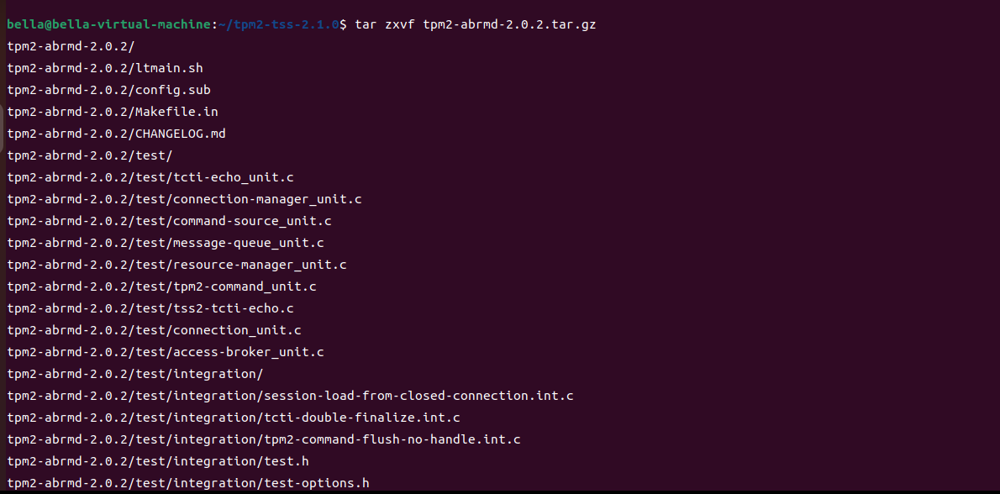 bella@bella-virtual-machine:~/tpm2-tss-2.1.0$ tar zxvf tpm2-abrmd-2.0.2.tar.gz
tpm2-abrmd-2.0.2/
tpm2-abrmd-2.0.2/ltmain.sh
tpm2-abrmd-2.0.2/config.sub
tpm2-abrmd-2.0.2/Makefile.in
tpm2-abrmd-2.0.2/CHANGELOG.md
tpm2-abrmd-2.0.2/test/
tpm2-abrmd-2.0.2/test/tcti-echo_unit.c
tpm2-abrmd-2.0.2/test/connection-manager_unit.c
tpm2-abrmd-2.0.2/test/command-source_unit.c
tpm2-abrmd-2.0.2/test/message-queue_unit.c
tpm2-abrmd-2.0.2/test/resource-manager_unit.c
tpm2-abrmd-2.0.2/test/tpm2-command_unit.c
tpm2-abrmd-2.0.2/test/tss2-tcti-echo.c
tpm2-abrmd-2.0.2/test/connection_unit.c
tpm2-abrmd-2.0.2/test/access-broker_unit.c
tpm2-abrmd-2.0.2/test/integration/
tpm2-abrmd-2.0.2/test/integration/session-load-from-closed-connection.int.c
tpm2-abrmd-2.0.2/test/integration/tcti-double-finalize.int.c
tpm2-abrmd-2.0.2/test/integration/tpm2-command-flush-no-handle.int.c
tpm2-abrmd-2.0.2/test/integration/test.h
tpm2-abrmd-2.0.2/test/integration/test-options.h